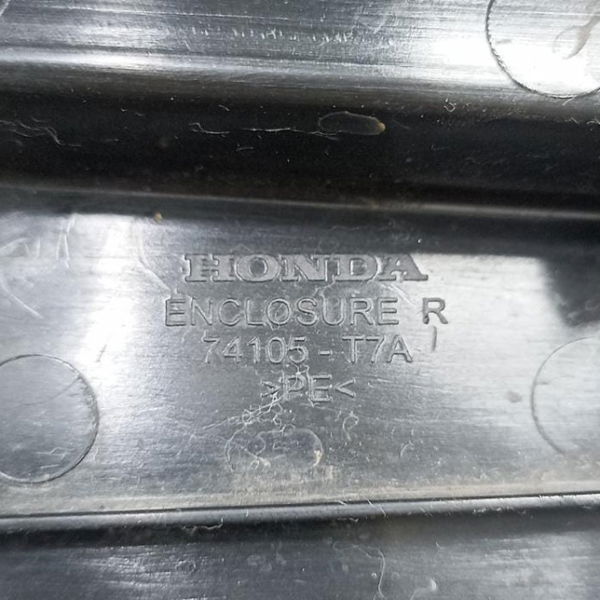 HONDA
ENCLOSURE R
74105-T7A
>PE<